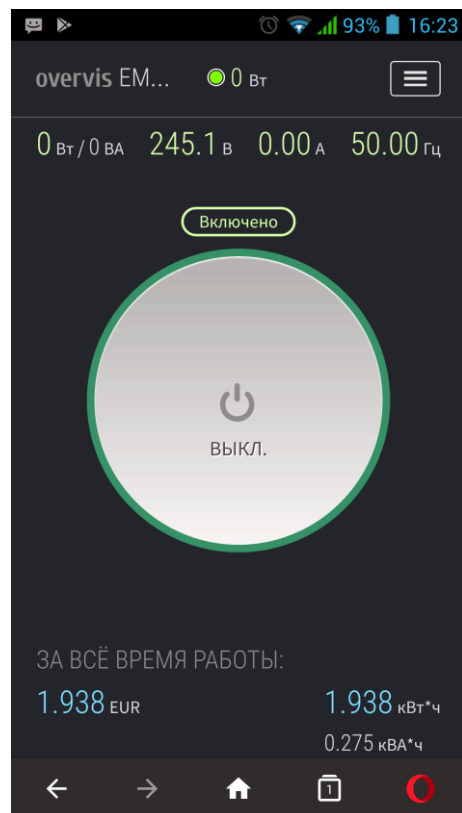 93% 16:23
overvis EM... 0 Вт
0 Вт / 0 ВА 245.1 В 0.00 А 50.00 Гц
Включено
ВЫКЛ.
ЗА ВСЁ ВРЕМЯ РАБОТЫ:
1.938 EUR 1.938 кВт*ч
0.275 кВА*ч
1